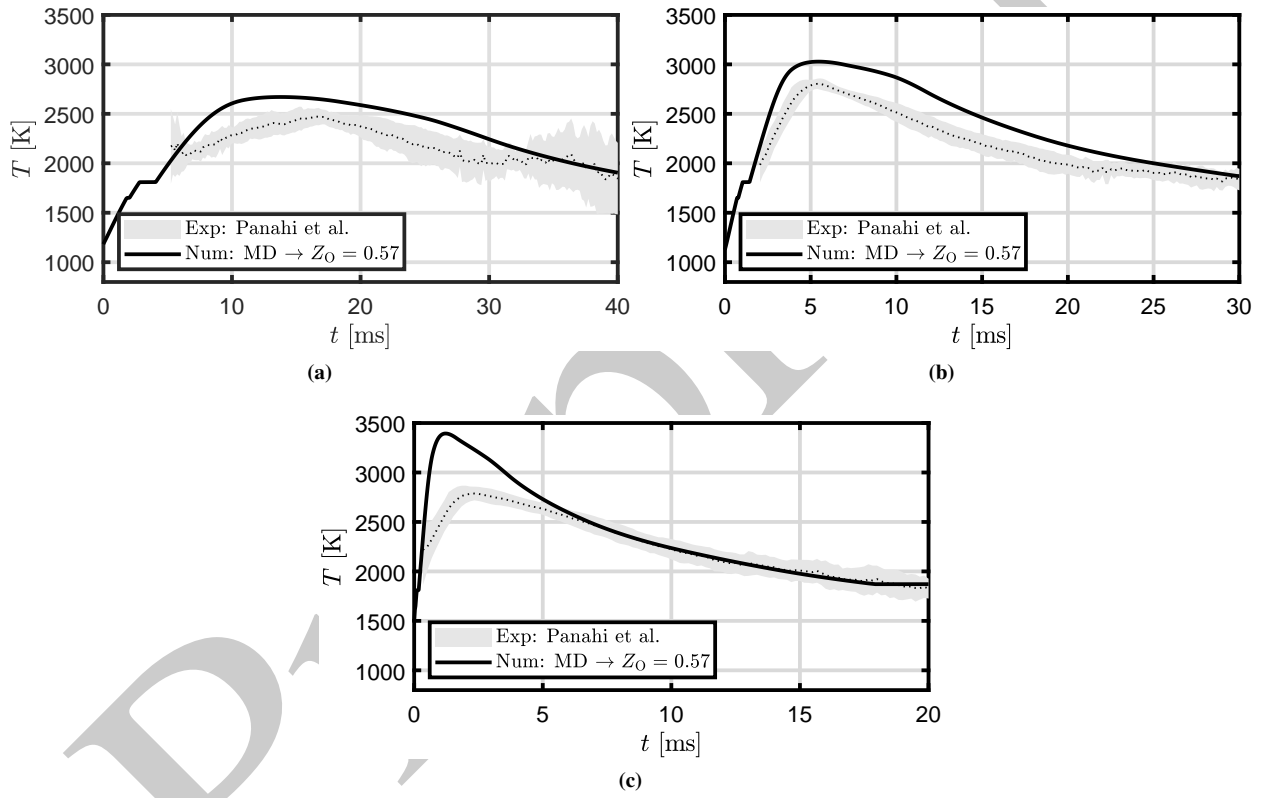 3500
3000
2500
2000
1500
1000
T [K]
Exp: Panahi et al.
Num: MD → Z_O = 0.57
0 10 20 30 40
t [ms]
(a)
3500
3000
2500
2000
1500
1000
T [K]
Exp: Panahi et al.
Num: MD → Z_O = 0.57
0 5 10 15 20 25 30
t [ms]
(b)
3500
3000
2500
2000
1500
1000
T [K]
Exp: Panahi et al.
Num: MD → Z_O = 0.57
0 5 10 15 20
t [ms]
(c)